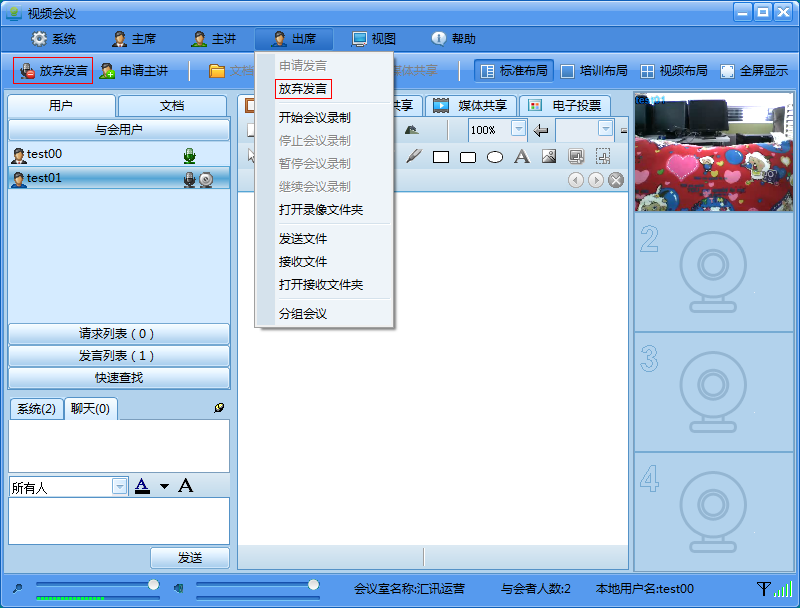 视频会议
系统 主席 主讲 出席 视图 帮助
放弃发言 申请主讲 文档 媒体共享 标准布局 培训布局 视频布局 全屏显示
用户 文档
与会用户
test00
test01
请求列表 ( 0 )
发言列表 ( 1 )
快速查找
系统(2) 聊天(0)
所有人 A A
发送
申请发言
放弃发言
开始会议录制
停止会议录制
暂停会议录制
继续会议录制
打开录像文件夹
发送文件
接收文件
打开接收文件夹
分组会议
共享 媒体共享 电子投票
100%
A
2
3
4
会议室名称:汇讯运营 与会者人数:2 本地用户名:test00